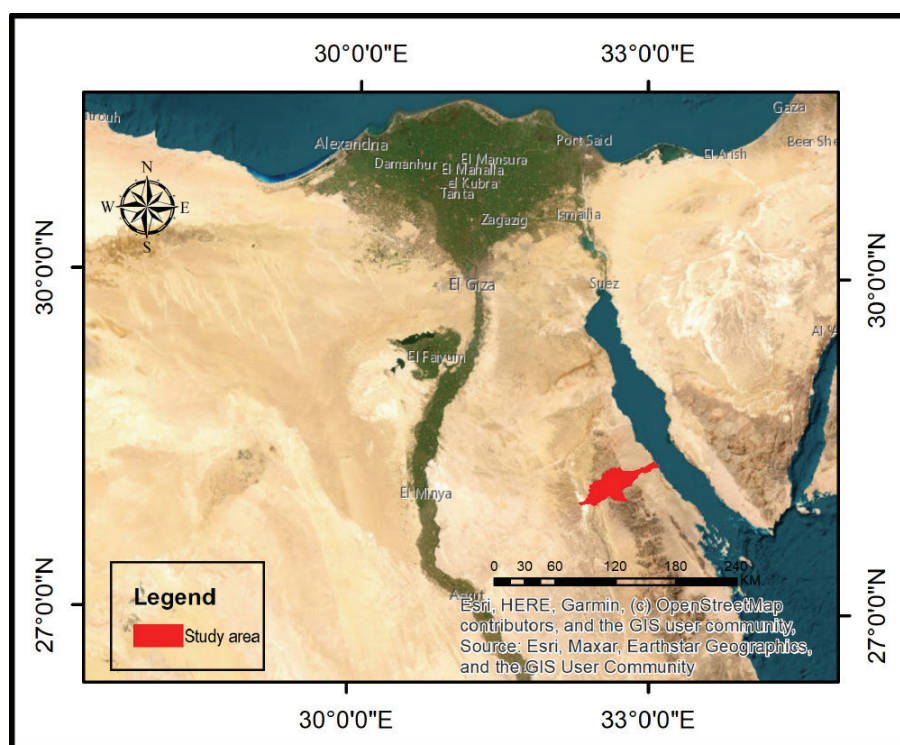 30°0'0"E 33°0'0"E
Gaza
Alexandria Port Said
El Arish Beer She
Damanhur El Mansura
El Mahalla
el Kubra
Tanta
N
W E
S
Zagazig Ismailia
30°0'0"N 30°0'0"N
El Giza Suez
El Faiyum
El Minya
0 30 60 120 180 240
KM.
Legend
Study area
27°0'0"N 27°0'0"N
Esri, HERE, Garmin, (c) OpenStreetMap
contributors, and the GIS user community,
Source: Esri, Maxar, Earthstar Geographics,
and the GIS User Community
30°0'0"E 33°0'0"E